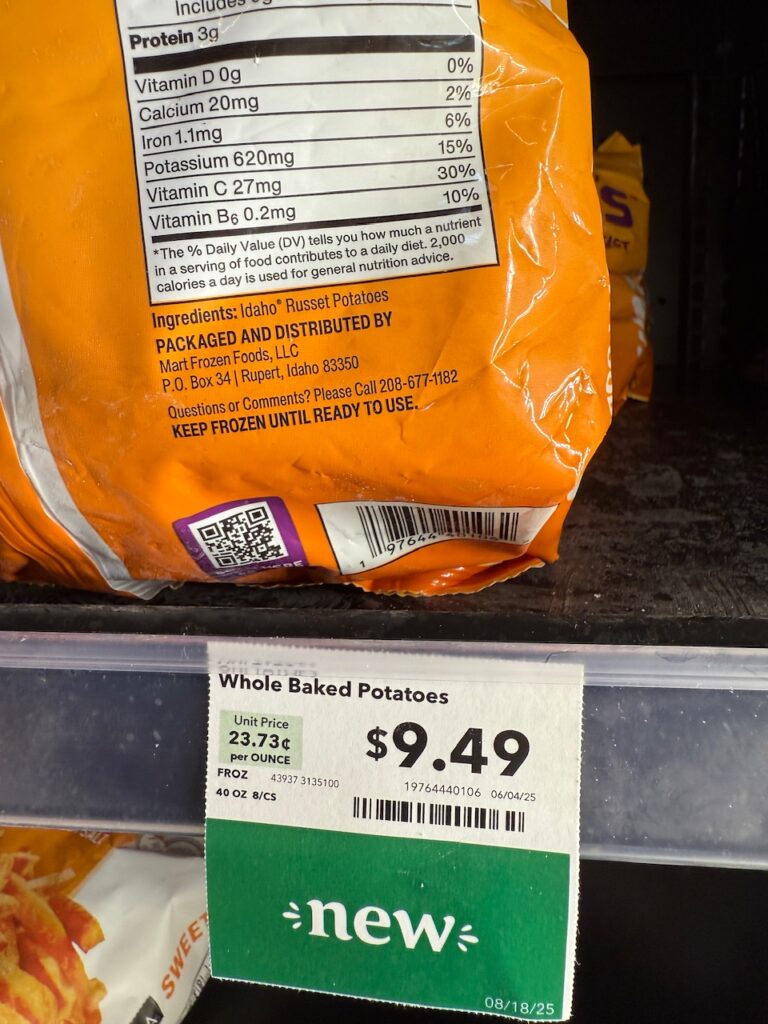 Includes
Protein 3g
Vitamin D 0g 0%
Calcium 20mg 2%
Iron 1.1mg 6%
Potassium 620mg 15%
Vitamin C 27mg 30%
Vitamin B6 0.2mg 10%
*The % Daily Value (DV) tells you how much a nutrient
in a serving of food contributes to a daily diet. 2,000
calories a day is used for general nutrition advice.
Ingredients: Idaho® Russet Potatoes
PACKAGED AND DISTRIBUTED BY
Mart Frozen Foods, LLC
P.O. Box 34 | Rupert, Idaho 83350
Questions or Comments? Please Call 208-677-1182
KEEP FROZEN UNTIL READY TO USE.
1 97644
Whole Baked Potatoes
Unit Price
23.73¢
per OUNCE
$9.49
FROZ 43937 3135100
19764440106 06/04/25
40 OZ 8/CS
new
08/18/25
SWEET